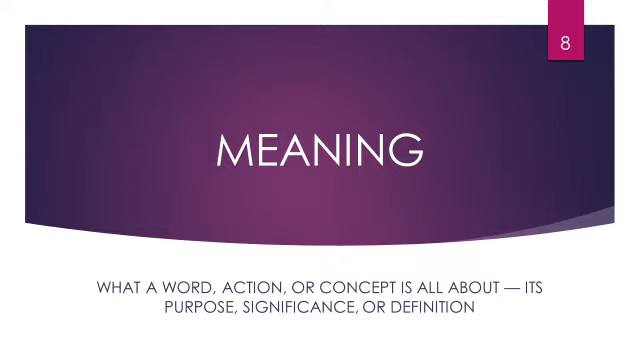 8
MEANING
WHAT A WORD, ACTION, OR CONCEPT IS ALL ABOUT — ITS
PURPOSE, SIGNIFICANCE, OR DEFINITION